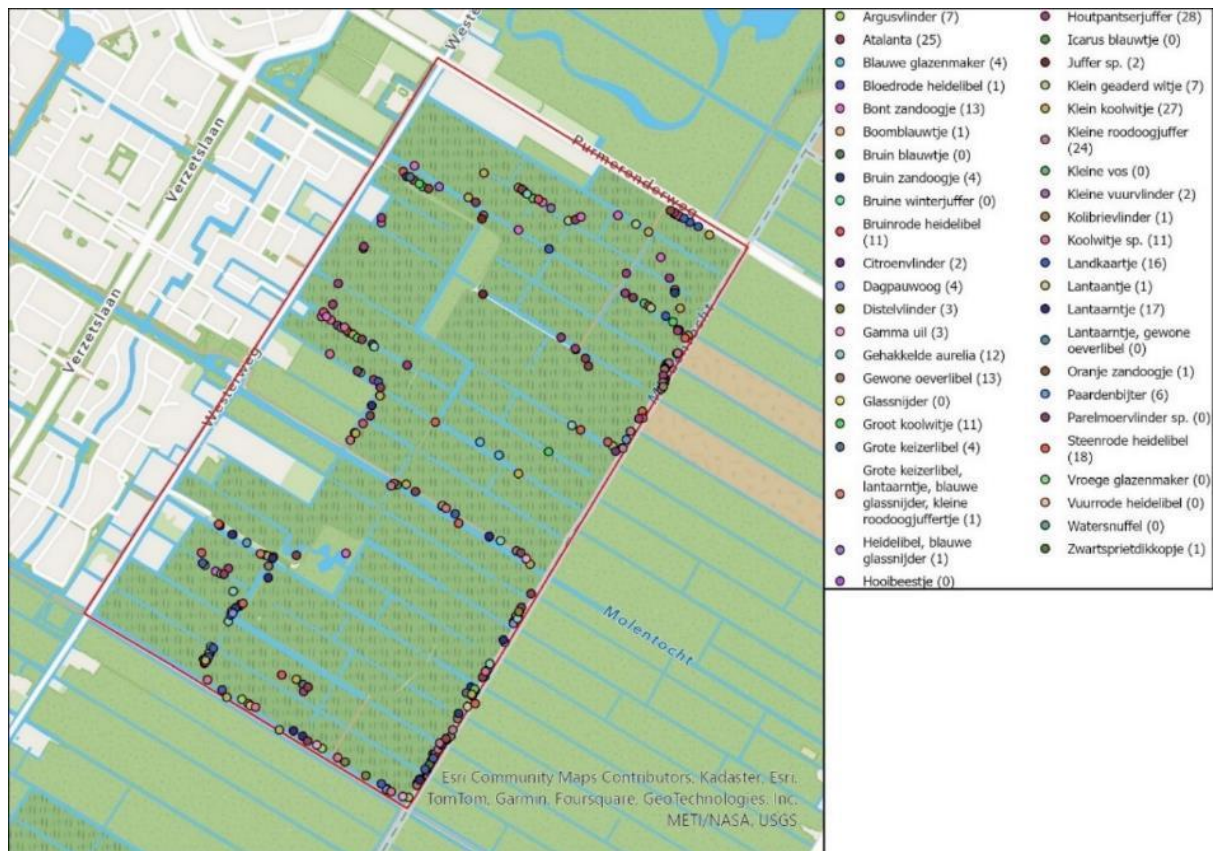 Weste
Purmerenderweg
Verzetslaan
Verzetslaan
Westerweg
Molentocht
Esri Community Maps Contributors, Kadaster, Esri,
TomTom, Garmin, Foursquare, GeoTechnologies, Inc,
METI/NASA, USGS
Argusvlinder (7)
Atalanta (25)
Blauwe glazenmaker (4)
Bloedrode heidelibel (1)
Bont zandoogje (13)
Boomblauwtje (1)
Bruin blauwtje (0)
Bruin zandoogje (4)
Bruine winterjuffer (0)
Bruinrode heidelibel
(11)
Citroenvlinder (2)
Dagpauwoog (4)
Distelvlinder (3)
Gamma uil (3)
Gehakkelde aurelia (12)
Gewone oeverlibel (13)
Glassnijder (0)
Groot koolwitje (11)
Grote keizerlibel (4)
Grote keizerlibel,
lantaarntje, blauwe
glassnijder, kleine
roodoogjuffertje (1)
Heidelibel, blauwe
glassnijder (1)
Hooibeestje (0)
Houtpantserjuffer (28)
Icarus blauwtje (0)
Juffer sp. (2)
Klein geaderd witje (7)
Klein koolwitje (27)
Kleine roodoogjuffer
(24)
Kleine vos (0)
Kleine vuurvlinder (2)
Kolibrievlinder (1)
Koolwitje sp. (11)
Landkaartje (16)
Lantaantje (1)
Lantaarntje (17)
Lantaarntje, gewone
oeverlibel (0)
Oranje zandoogje (1)
Paardenbijter (6)
Parelmoervlinder sp. (0)
Steenrode heidelibel
(18)
Vroege glazenmaker (0)
Vuurrode heidelibel (0)
Watersnuffel (0)
Zwartsprietdikkopje (1)